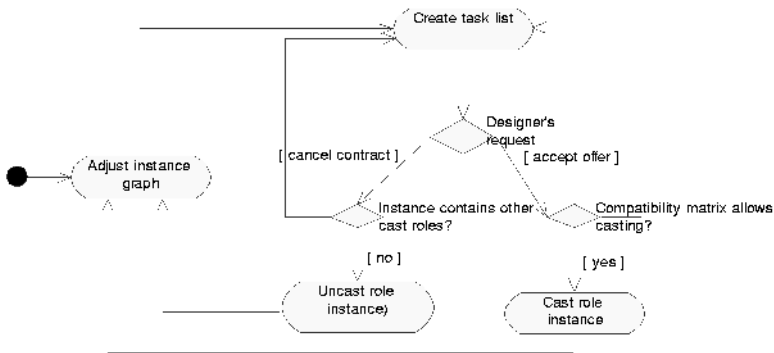 Create task list
Designer's
request
[ cancel contract ]
[ accept offer ]
Adjust instance
graph
Instance contains other
cast roles?
Compatibility matrix allows
casting?
[ no ]
[ yes ]
Uncast role
instance)
Cast role
instance